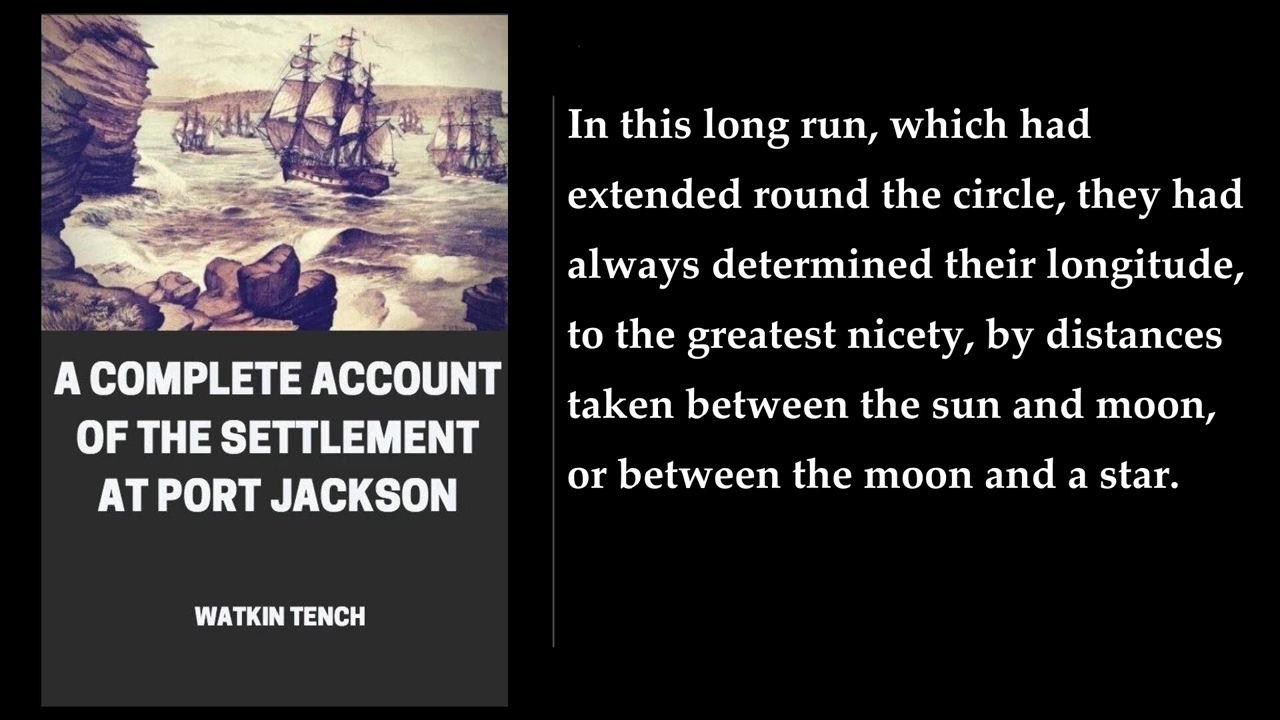 A COMPLETE ACCOUNT
OF THE SETTLEMENT
AT PORT JACKSON
WATKIN TENCH
In this long run, which had
extended round the circle, they had
always determined their longitude,
to the greatest nicety, by distances
taken between the sun and moon,
or between the moon and a star.